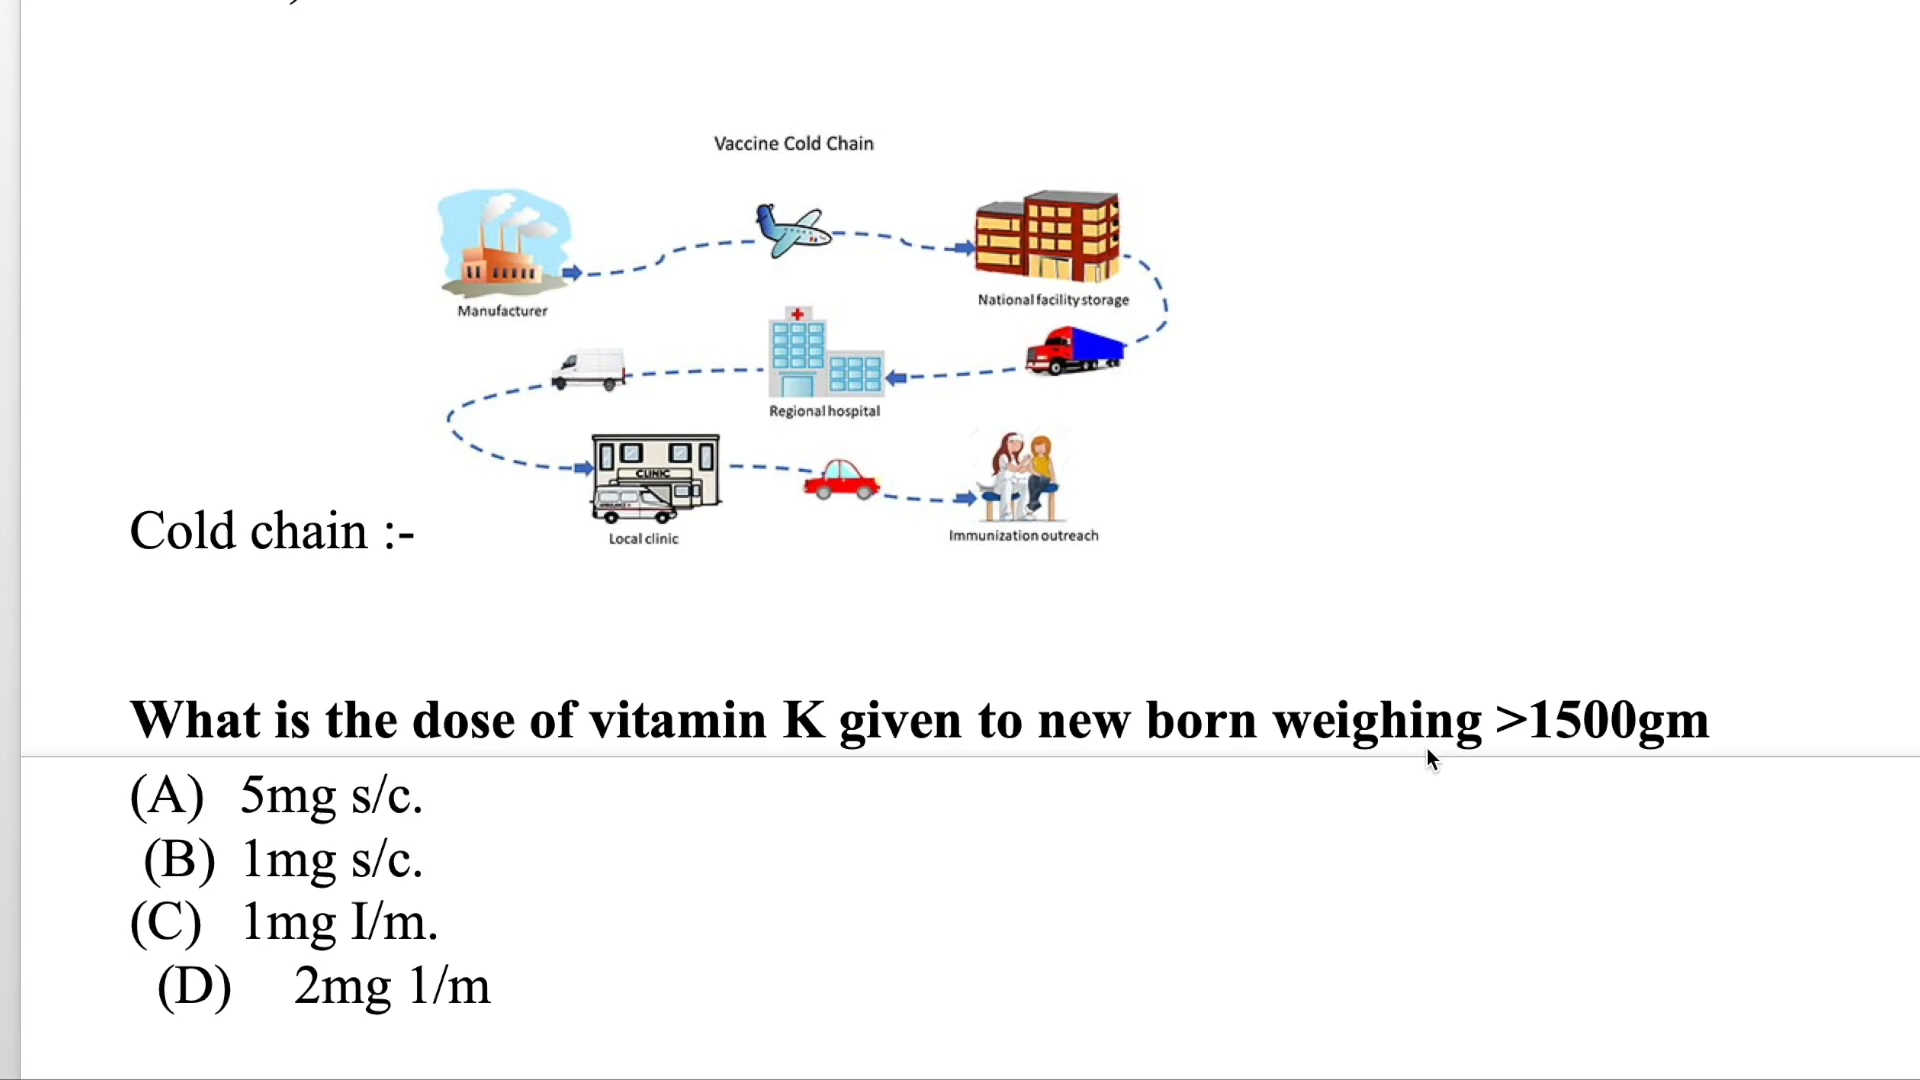 Vaccine Cold Chain
Manufacturer
National facility storage
Regional hospital
CLINIC
Local clinic
Immunization outreach
Cold chain :-
What is the dose of vitamin K given to new born weighing >1500gm
(A) 5mg s/c.
(B) 1mg s/c.
(C) 1mg I/m.
(D) 2mg 1/m